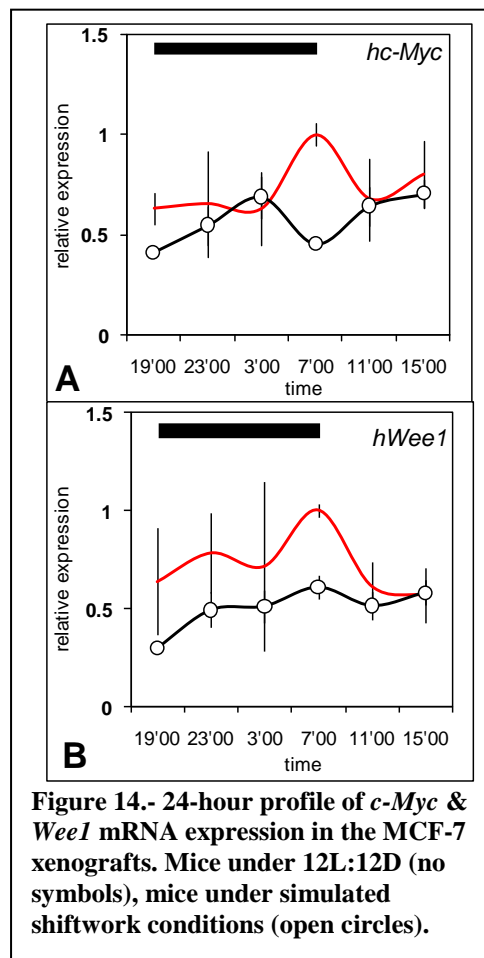 1.5
hc-Myc
1
relative expression
0.5
0
19'00 23'00 3'00 7'00 11'00 15'00
A
time
1.5
hWee1
1
relative expression
0.5
0
19'00 23'00 3'00 7'00 11'00 15'00
B
time
Figure 14.- 24-hour profile of c-Myc &
Wee1 mRNA expression in the MCF-7
xenografts. Mice under 12L:12D (no
symbols), mice under simulated
shiftwork conditions (open circles).